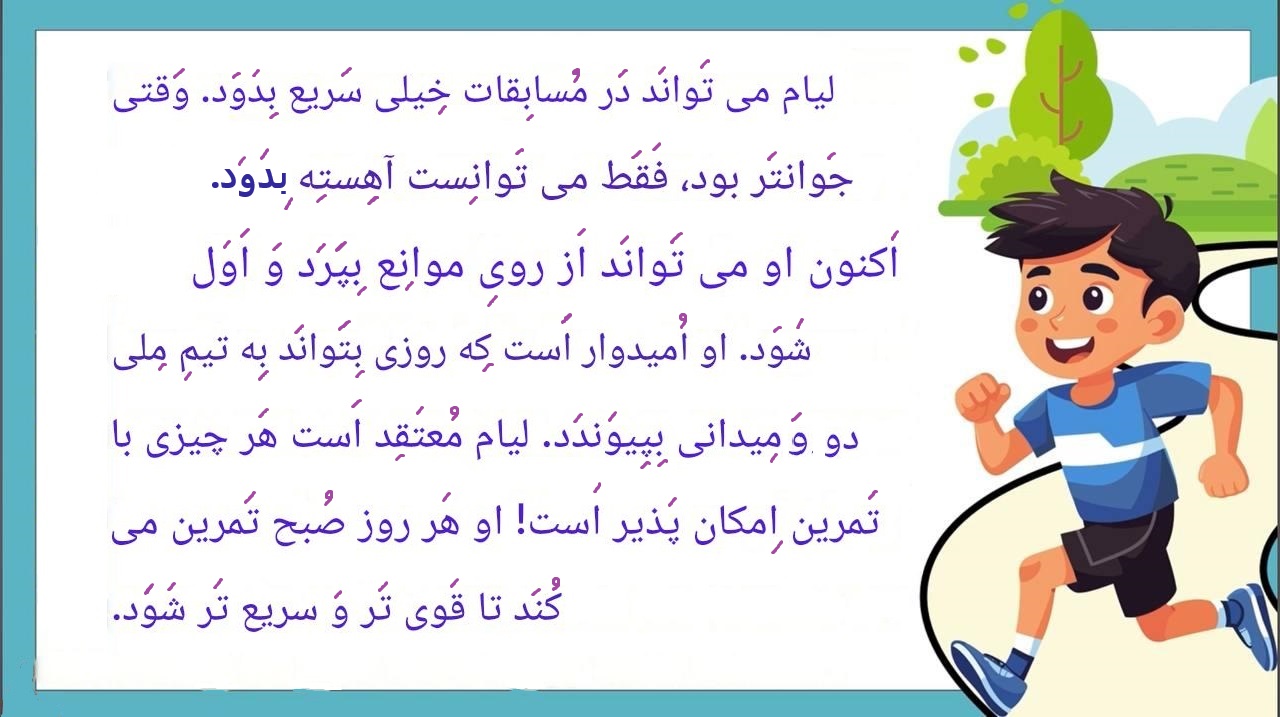 لیام می تَوانَد دَر مُسابِقات خِیلی سَریع بِدَوَد. وَقتی
جَوانتَر بود، فَقَط می تَوانِست آهِستِه بِدَوَد.
اَکنون او می تَوانَد اَز رویِ موانِع بِپَرَد وَ اَوَل
شَوَد. او اُمیدوار اَست کِه روزی بِتَوانَد بِه تیمِ مِلی
دو وَ مِیدانی بِپِیوَندَد. لیام مُعتَقِد اَست هَر چیزی با
تَمرین اِمکان پَذیر اَست! او هَر روز صُبح تَمرین می
کُنَد تا قَوی تَر وَ سریع تَر شَوَد.